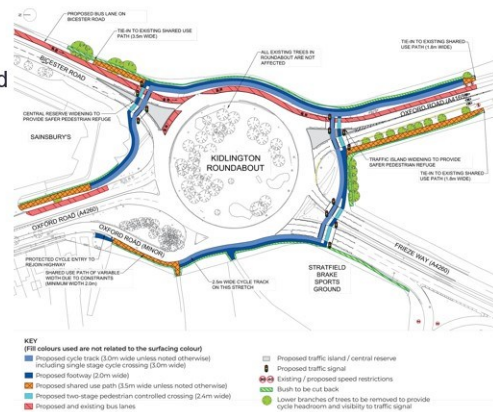 PROPOSED BUS LANE ON
BICESTER ROAD
TIE-IN TO EXISTING SHARED
USE PATH
(2.5m WIDE)
ALL EXISTING TREES IN
ROUNDABOUT ARE NOT
AFFECTED
TIE-IN TO EXISTING SHARED
USE PATH (1.8m WIDE)
BICESTER ROAD
CENTRAL RESERVE WIDENING TO
PROVIDE SAFER PEDESTRIAN REFUGE
SAINSBURY'S
KIDLINGTON
ROUNDABOUT
OXFORD ROAD
TRAFFIC ISLAND WIDENING TO PROVIDE
SAFER PEDESTRIAN REFUGE
TIE-IN TO EXISTING SHARED
USE PATH (1.8m WIDE)
OXFORD ROAD (A4260)
OXFORD ROAD (MINOR)
FRIEZE WAY (A4260)
PROTECTED CYCLE ENTRY TO
REJOIN HIGHWAY
SHARED USE PATH OF VARIABLE
WIDTH DUE TO CONSTRAINTS
(MINIMUM WIDTH 2.0m)
2.5m WIDE CYCLE TRACK
ON THIS STRETCH
STRATFIELD
BRAKE
SPORTS
GROUND
KEY
(Fill colours used are not related to the surfacing colour)
Proposed cycle track (3.0m wide unless noted otherwise)
including single stage cycle crossing (3.0m wide)
Proposed footway (2.0m wide)
Proposed shared use path (3.5m wide unless noted otherwise)
Proposed two-stage pedestrian controlled crossing (2.4m wide)
Proposed and existing bus lanes
Proposed traffic island / central reserve
Proposed traffic signal
Existing / proposed speed restrictions
Bush to be cut back
Lower branches of trees to be removed to provide
cycle headroom and visibility to traffic signal